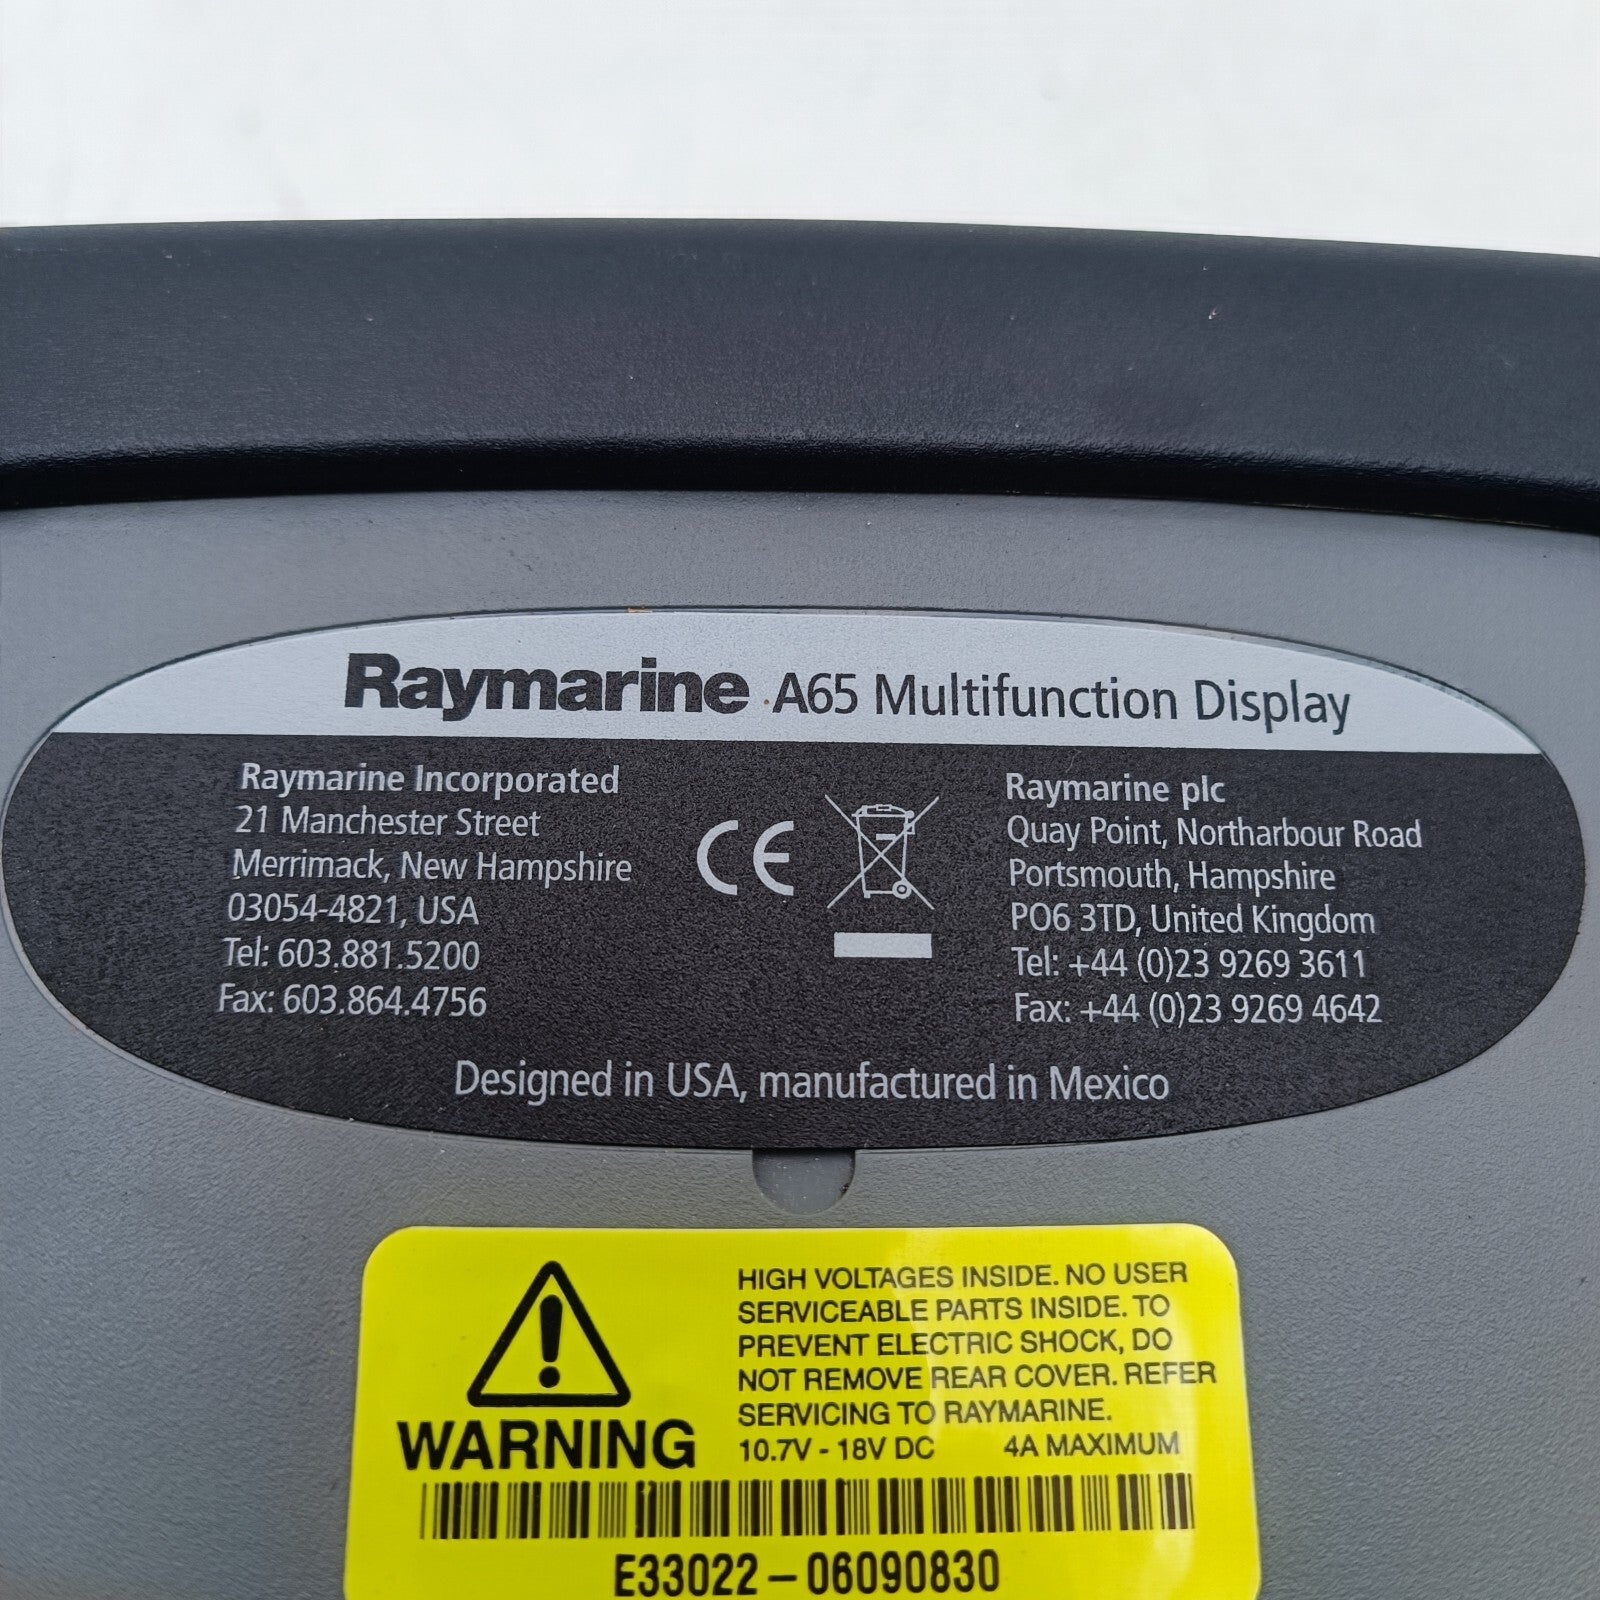 Raymarine A65 Multifunction Display
Raymarine Incorporated
21 Manchester Street
Merrimack, New Hampshire
03054-4821, USA
Tel: 603.881.5200
Fax: 603.864.4756
CE
Raymarine plc
Quay Point, Northarbour Road
Portsmouth, Hampshire
PO6 3TD, United Kingdom
Tel: +44 (0)23 9269 3611
Fax: +44 (0)23 9269 4642
Designed in USA, manufactured in Mexico
WARNING
HIGH VOLTAGES INSIDE. NO USER
SERVICEABLE PARTS INSIDE. TO
PREVENT ELECTRIC SHOCK, DO
NOT REMOVE REAR COVER. REFER
SERVICING TO RAYMARINE.
10.7V - 18V DC 4A MAXIMUM
E33022 - 06090830